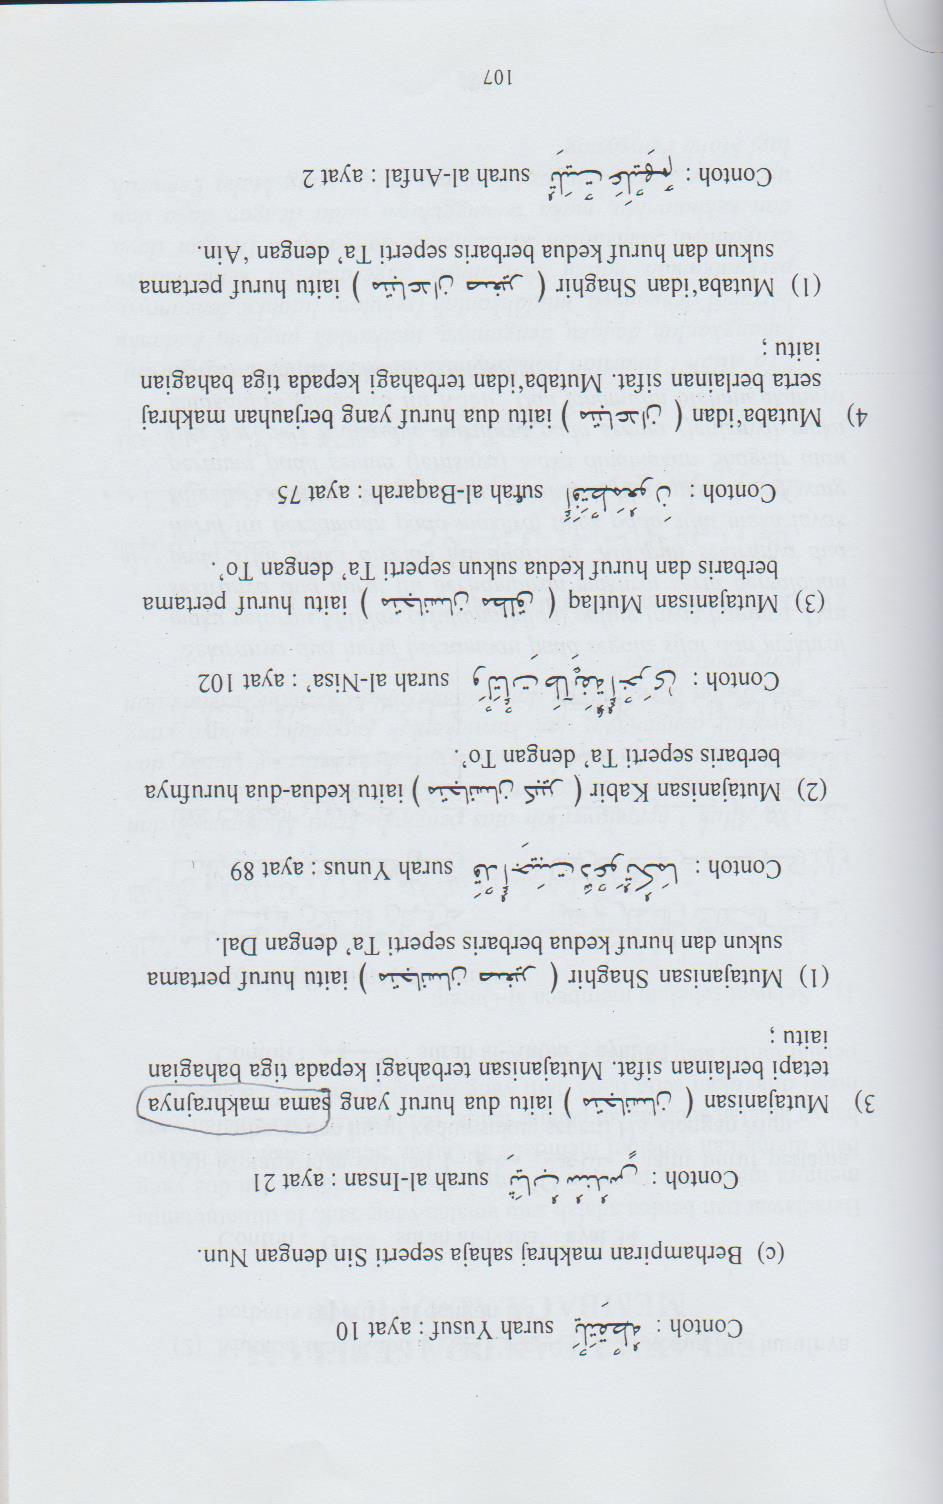 Contoh : يَلْتَقِطْهُ surah Yusuf : ayat 10
(c) Berhampiran makhraj sahaja seperti Sin dengan Nun.
Contoh : ثِيَابُ سُندُسٍ surah al-Insan : ayat 21
3) Mutajanisan ( متجانسان ) iaitu dua huruf yang sama makhrajnya
tetapi berlainan sifat. Mutajanisan terbahagi kepada tiga bahagian
iaitu ;
(1) Mutajanisan Shaghir ( متجانسان صغير ) iaitu huruf pertama
sukun dan huruf kedua berbaris seperti Ta’ dengan Dal.
Contoh : قَدْ أُجِيبَت دَّعْوَتُكُمَا surah Yunus : ayat 89
(2) Mutajanisan Kabir ( متجانسان كبير ) iaitu kedua-dua hurufnya
berbaris seperti Ta’ dengan To’.
Contoh : وَلْتَأْتِ طَآئِفَةٌ أُخْرَىٰ surah al-Nisa’ : ayat 102
(3) Mutajanisan Mutlaq ( متجانسان مطلق ) iaitu huruf pertama
berbaris dan huruf kedua sukun seperti Ta’ dengan To’.
Contoh : أَفَتَطْمَعُونَ surah al-Baqarah : ayat 75
4) Mutaba‘idan ( متباعدان ) iaitu dua huruf yang berjauhan makhraj
serta berlainan sifat. Mutaba‘idan terbahagi kepada tiga bahagian
iaitu ;
(1) Mutaba‘idan Shaghir ( متباعدان صغير ) iaitu huruf pertama
sukun dan huruf kedua berbaris seperti Ta’ dengan ‘Ain.
Contoh : تُلِيَتْ عَلَيْهِمْ surah al-Anfal : ayat 2
107